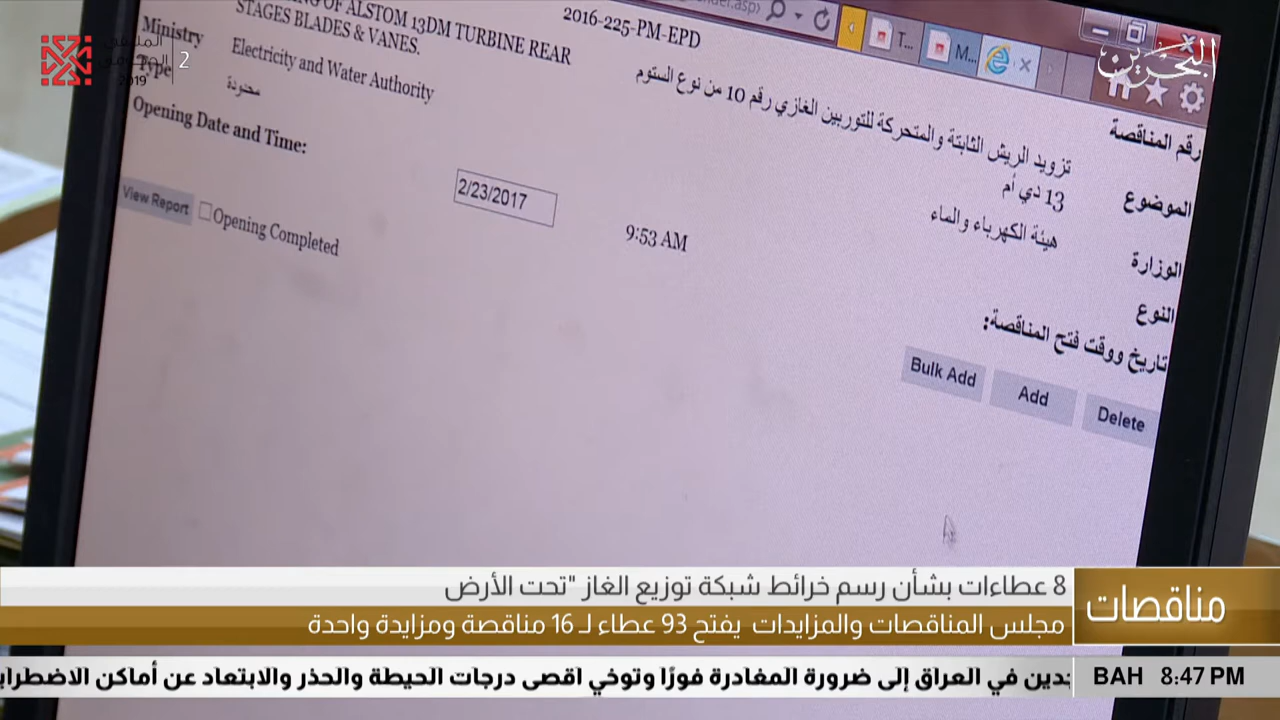 الملتقى
الصحافي
2019
2
البحرين
2016-225-PM-EPD
OF ALSTOM 13DM TURBINE REAR
STAGES BLADES & VANES.
Ministry
Electricity and Water Authority
Type
محدودة
Opening Date and Time:
2/23/2017
9:53 AM
View Report
Opening Completed
T...
M...
رقم المناقصة
الموضوع
تزويد الريش الثابتة والمتحركة للتوربين الغازي رقم 10 من نوع الستوم
13 دي أم
الوزارة
هيئة الكهرباء والماء
النوع
تاريخ ووقت فتح المناقصة:
Bulk Add
Add
Delete
مناقصات
8 عطاءات بشأن رسم خرائط شبكة توزيع الغاز "تحت الأرض
مجلس المناقصات والمزايدات يفتح 93 عطاء لـ 16 مناقصة ومزايدة واحدة
في العراق إلى ضرورة المغادرة فورًا وتوخي اقصى درجات الحيطة والحذر والابتعاد عن أماكن
BAH 8:47 PM